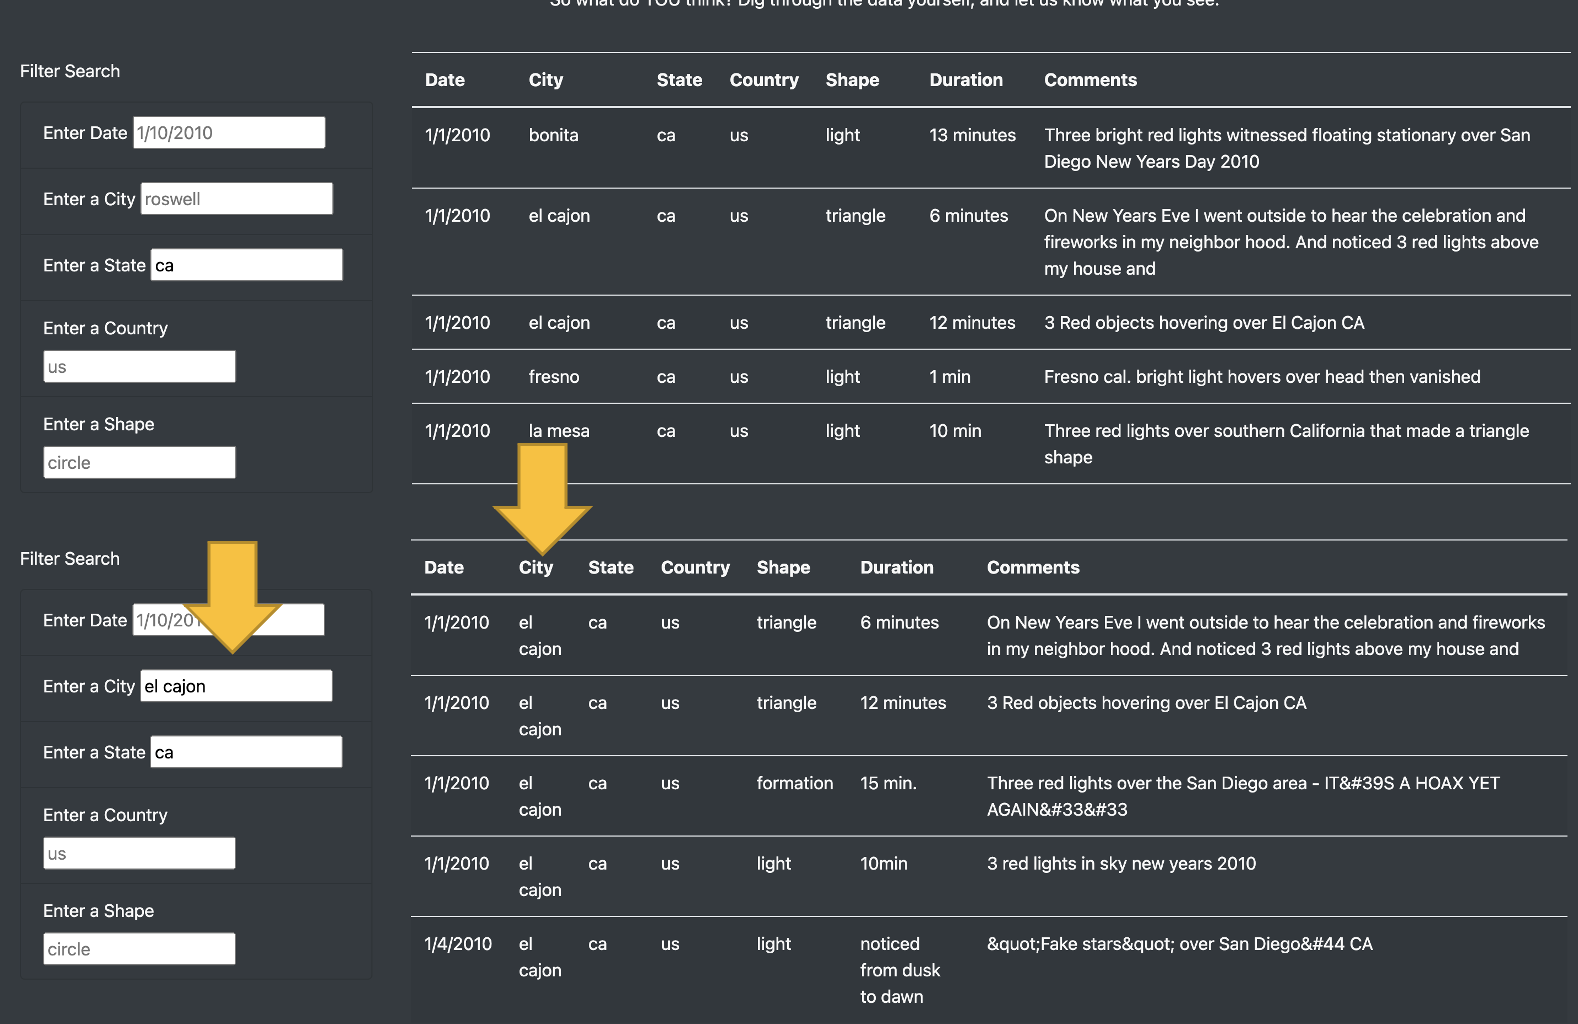 So what do YOU think? Dig through the data yourself, and let us know what you see.
Filter Search
Enter Date 1/10/2010
Enter a City roswell
Enter a State ca
Enter a Country
us
Enter a Shape
circle
Date City State Country Shape Duration Comments
1/1/2010 bonita ca us light 13 minutes Three bright red lights witnessed floating stationary over San
Diego New Years Day 2010
1/1/2010 el cajon ca us triangle 6 minutes On New Years Eve I went outside to hear the celebration and
fireworks in my neighbor hood. And noticed 3 red lights above
my house and
1/1/2010 el cajon ca us triangle 12 minutes 3 Red objects hovering over El Cajon CA
1/1/2010 fresno ca us light 1 min Fresno cal. bright light hovers over head then vanished
1/1/2010 la mesa ca us light 10 min Three red lights over southern California that made a triangle
shape
Filter Search
Enter Date 1/10/201
Enter a City el cajon
Enter a State ca
Enter a Country
us
Enter a Shape
circle
Date City State Country Shape Duration Comments
1/1/2010 el ca us triangle 6 minutes On New Years Eve I went outside to hear the celebration and fireworks
cajon in my neighbor hood. And noticed 3 red lights above my house and
1/1/2010 el ca us triangle 12 minutes 3 Red objects hovering over El Cajon CA
cajon
1/1/2010 el ca us formation 15 min. Three red lights over the San Diego area - IT&#39S A HOAX YET
cajon AGAIN&#33&#33
1/1/2010 el ca us light 10min 3 red lights in sky new years 2010
cajon
1/4/2010 el ca us light noticed &quot;Fake stars&quot; over San Diego&#44 CA
cajon from dusk
to dawn